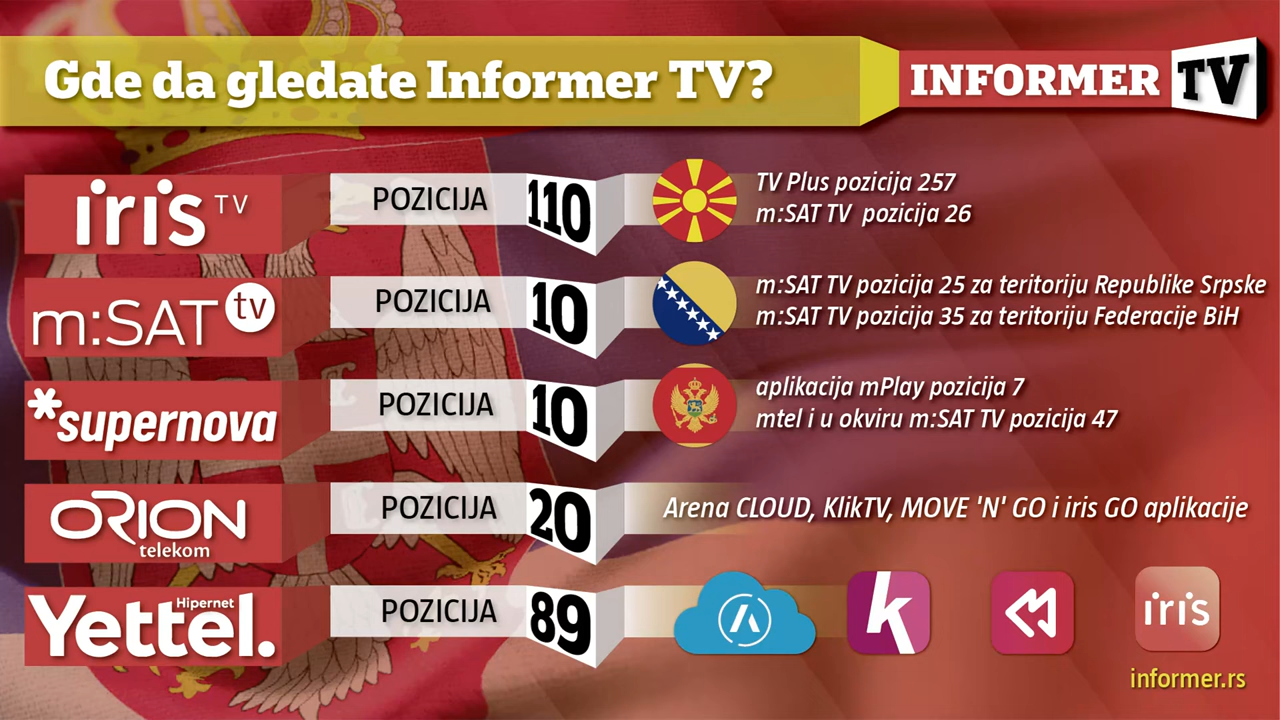 Gde da gledate Informer TV?
INFORMER TV
iris TV
POZICIJA 110
m:SAT tv
POZICIJA 10
*supernova
POZICIJA 10
ORION
telekom
POZICIJA 20
Hipernet
Yettel.
POZICIJA 89
TV Plus pozicija 257
m:SAT TV pozicija 26
m:SAT TV pozicija 25 za teritoriju Republike Srpske
m:SAT TV pozicija 35 za teritoriju Federacije BiH
aplikacija mPlay pozicija 7
mtel i u okviru m:SAT TV pozicija 47
Arena CLOUD, KlikTV, MOVE 'N' GO i iris GO aplikacije
k
iris
informer.rs